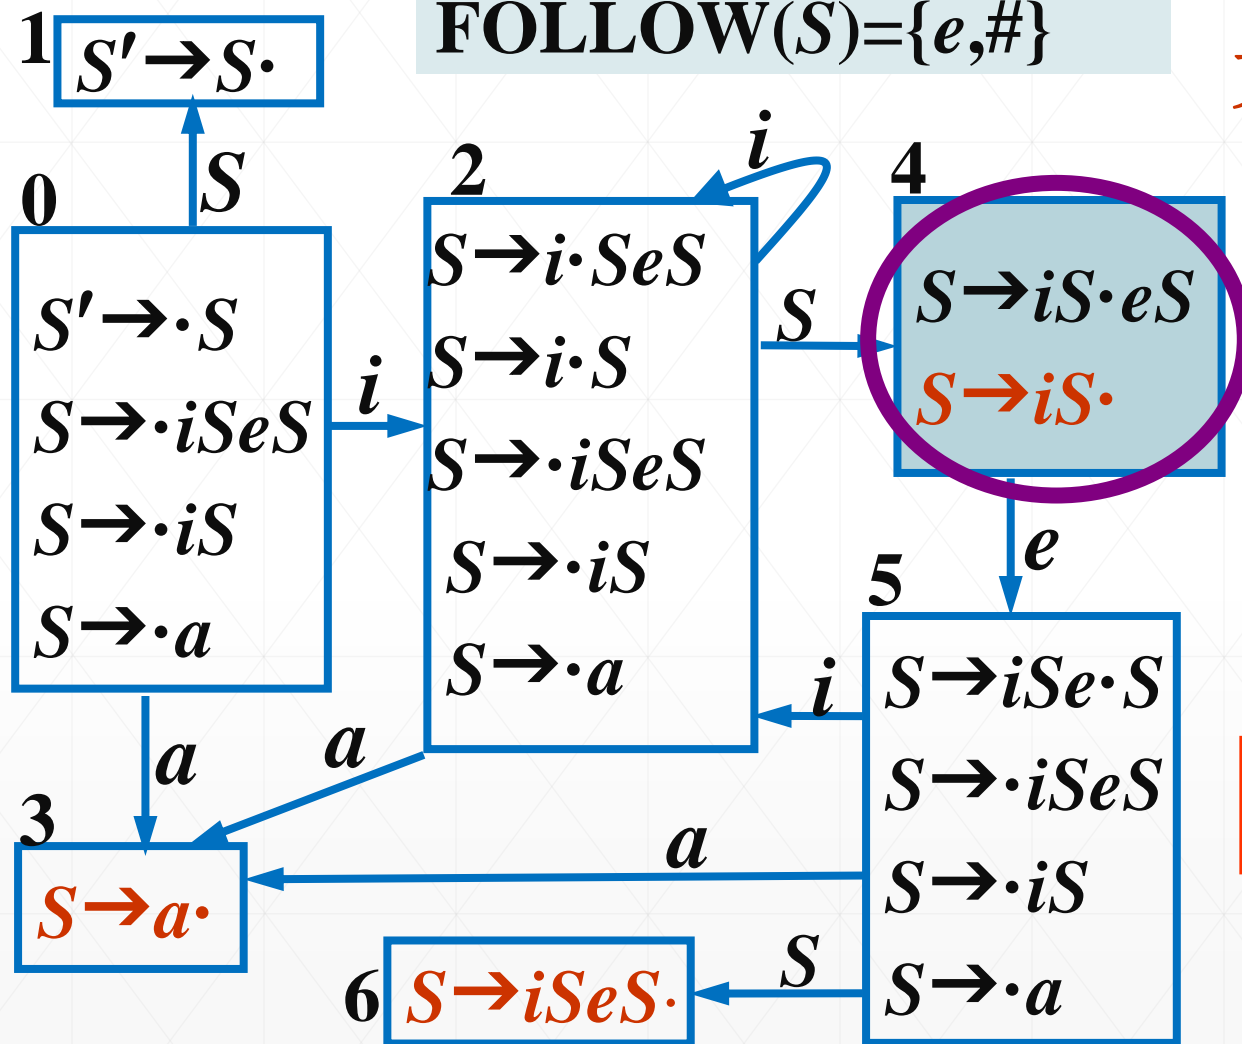 FOLLOW(S)={e,#}
1
S′→S·
S
0
S′→·S
S→·iSeS
S→·iS
S→·a
i
a
2
S→i·SeS
S→i·S
S→·iSeS
S→·iS
S→·a
i
S
a
4
S→iS·eS
S→iS·
e
5
S→iSe·S
S→·iSeS
S→·iS
S→·a
i
a
S
3
S→a·
6
S→iSeS·